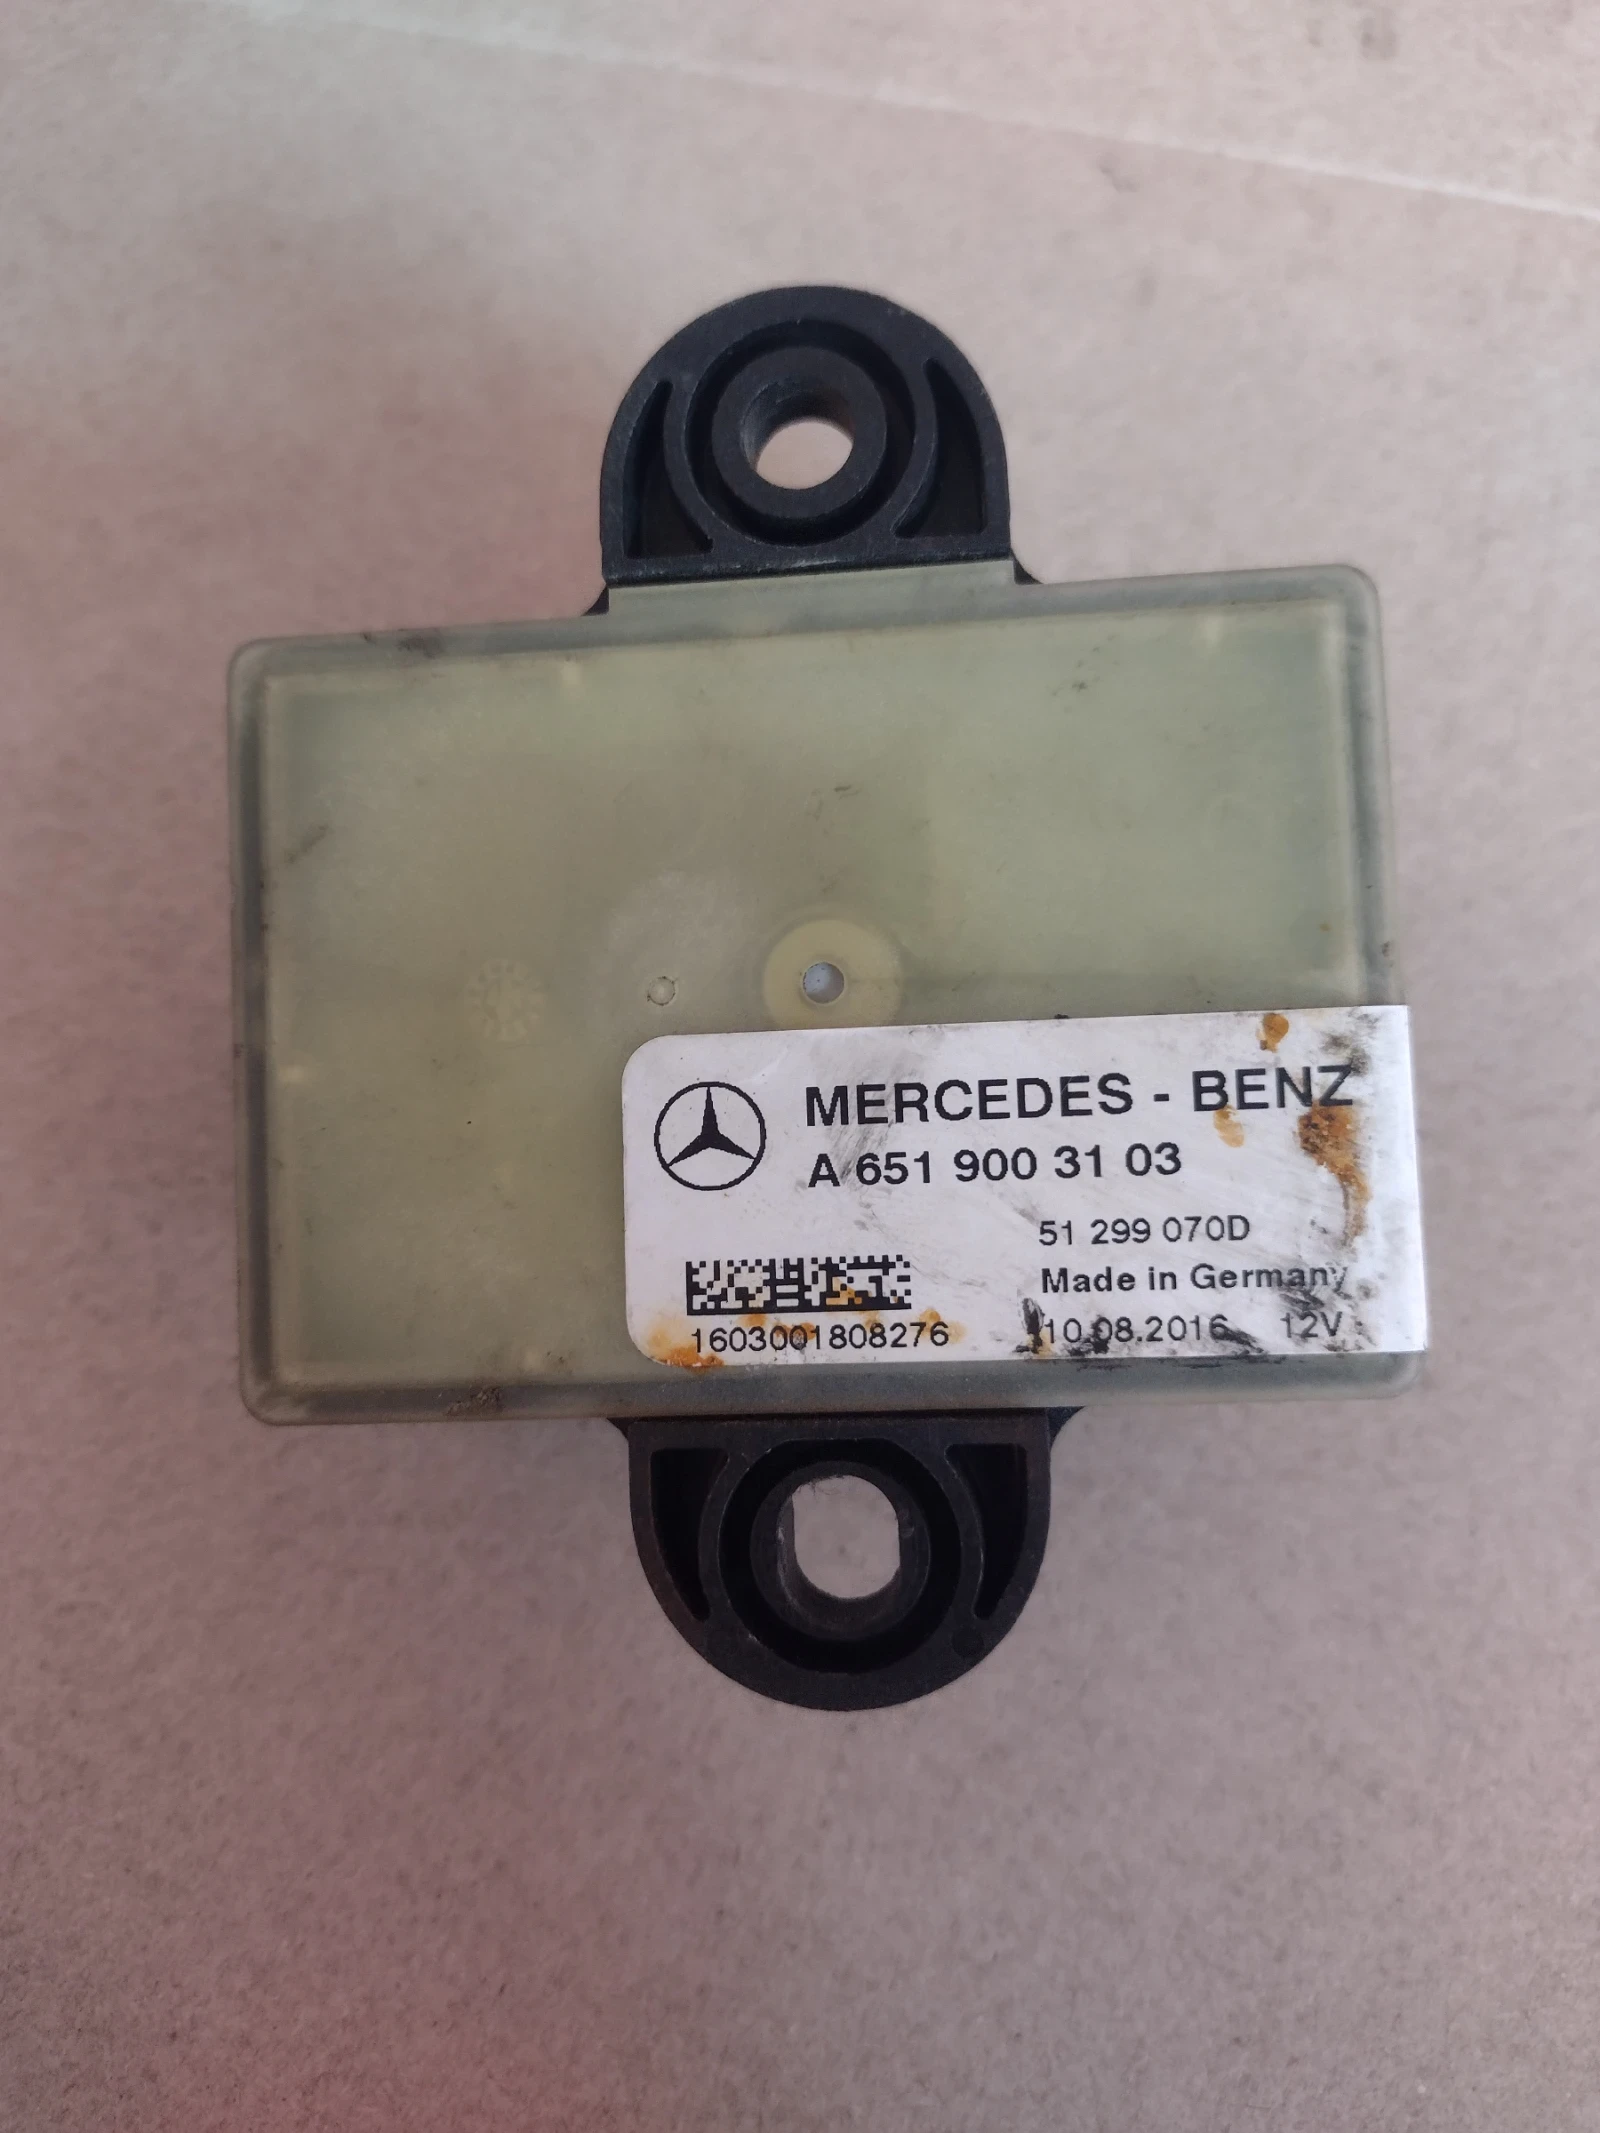 MERCEDES - BENZ
A 651 900 31 03
51 299 070D
Made in Germany
1603001808276
10.08.2016 12V